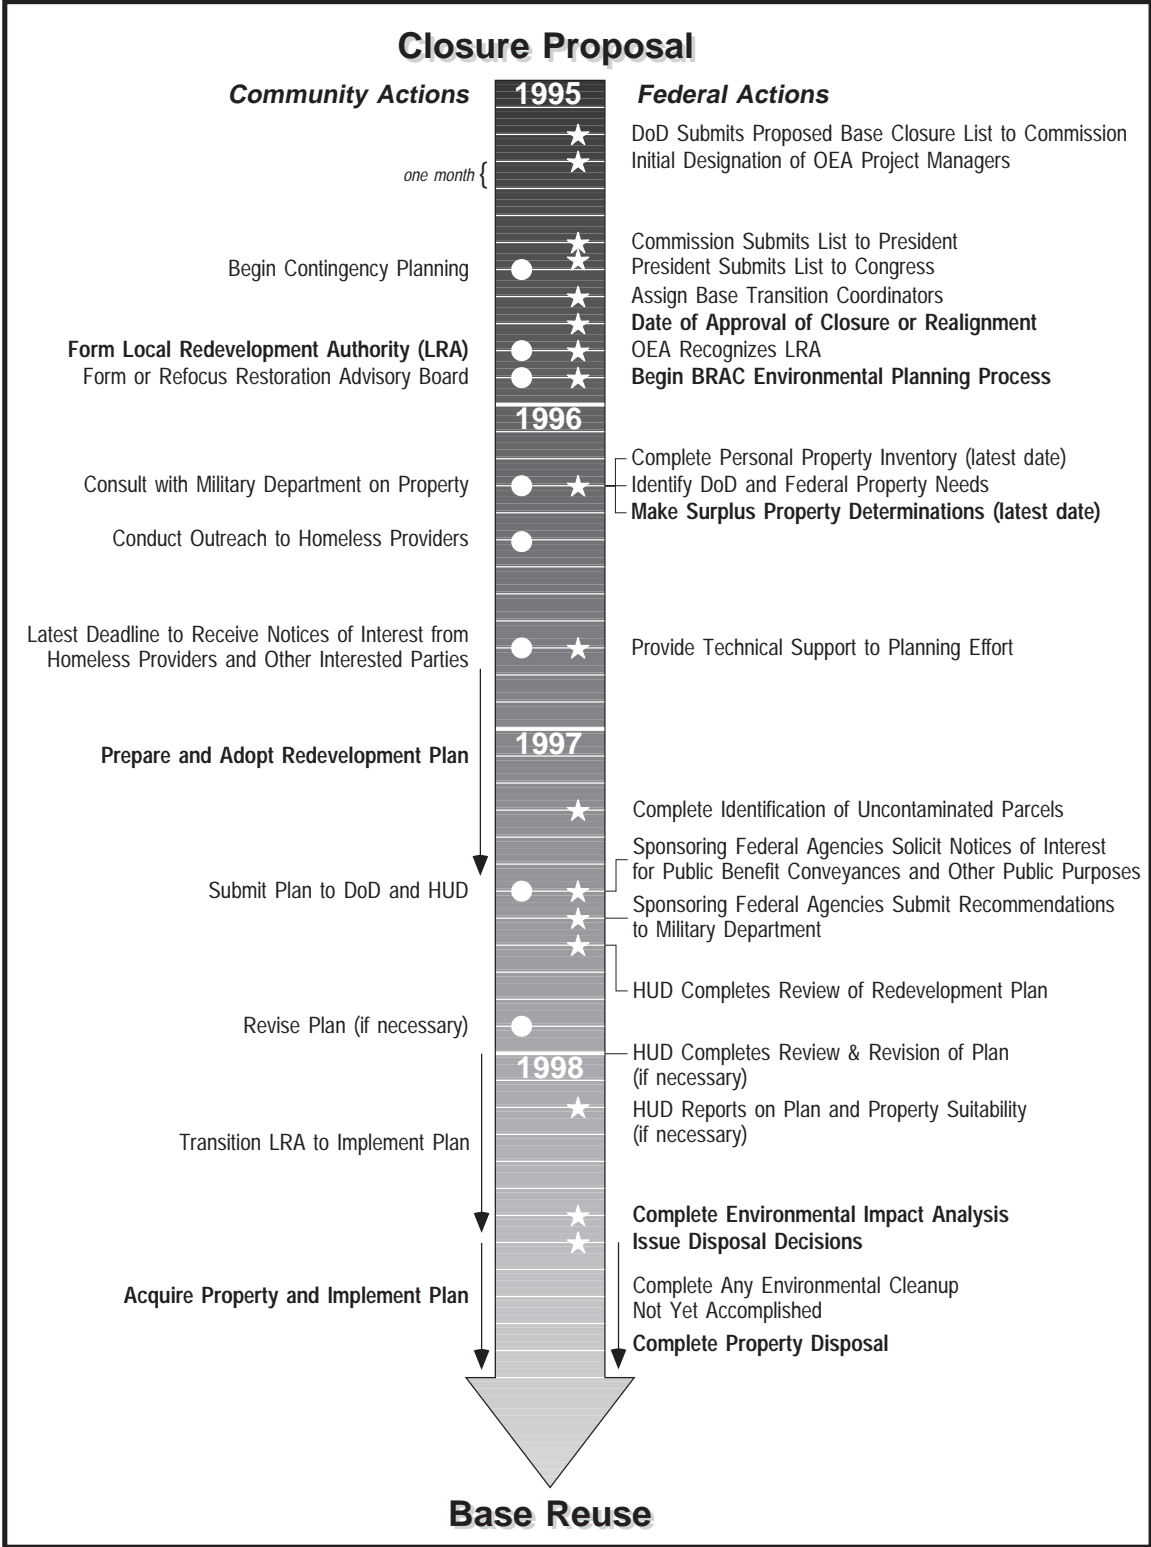 Closure Proposal
Community Actions
1995
Federal Actions
DoD Submits Proposed Base Closure List to Commission
Initial Designation of OEA Project Managers
one month {
Commission Submits List to President
Begin Contingency Planning
President Submits List to Congress
Assign Base Transition Coordinators
Date of Approval of Closure or Realignment
Form Local Redevelopment Authority (LRA)
OEA Recognizes LRA
Form or Refocus Restoration Advisory Board
Begin BRAC Environmental Planning Process
1996
Complete Personal Property Inventory (latest date)
Consult with Military Department on Property
Identify DoD and Federal Property Needs
Make Surplus Property Determinations (latest date)
Conduct Outreach to Homeless Providers
Latest Deadline to Receive Notices of Interest from
Homeless Providers and Other Interested Parties
Provide Technical Support to Planning Effort
1997
Prepare and Adopt Redevelopment Plan
Complete Identification of Uncontaminated Parcels
Sponsoring Federal Agencies Solicit Notices of Interest
for Public Benefit Conveyances and Other Public Purposes
Submit Plan to DoD and HUD
Sponsoring Federal Agencies Submit Recommendations
to Military Department
HUD Completes Review of Redevelopment Plan
Revise Plan (if necessary)
HUD Completes Review & Revision of Plan
(if necessary)
1998
HUD Reports on Plan and Property Suitability
(if necessary)
Transition LRA to Implement Plan
Complete Environmental Impact Analysis
Issue Disposal Decisions
Acquire Property and Implement Plan
Complete Any Environmental Cleanup
Not Yet Accomplished
Complete Property Disposal
Base Reuse